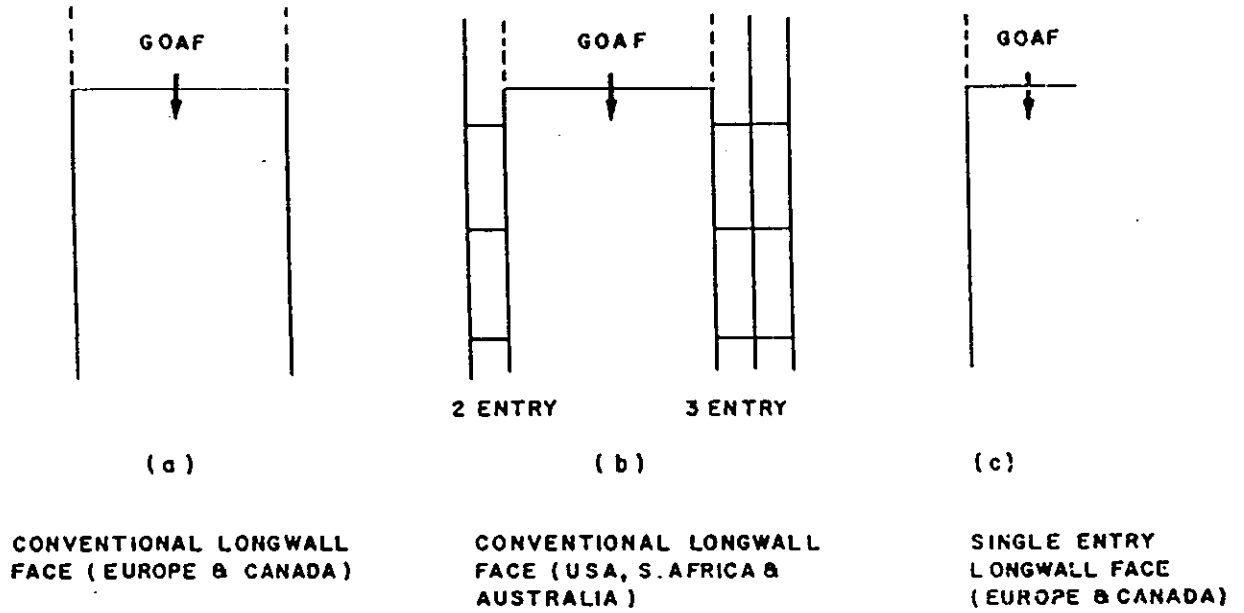 GOAF
GOAF
GOAF
2 ENTRY
3 ENTRY
(a)
(b)
(c)
CONVENTIONAL LONGWALL
FACE (EUROPE & CANADA)
CONVENTIONAL LONGWALL
FACE (USA, S. AFRICA &
AUSTRALIA)
SINGLE ENTRY
LONGWALL FACE
(EUROPE & CANADA)